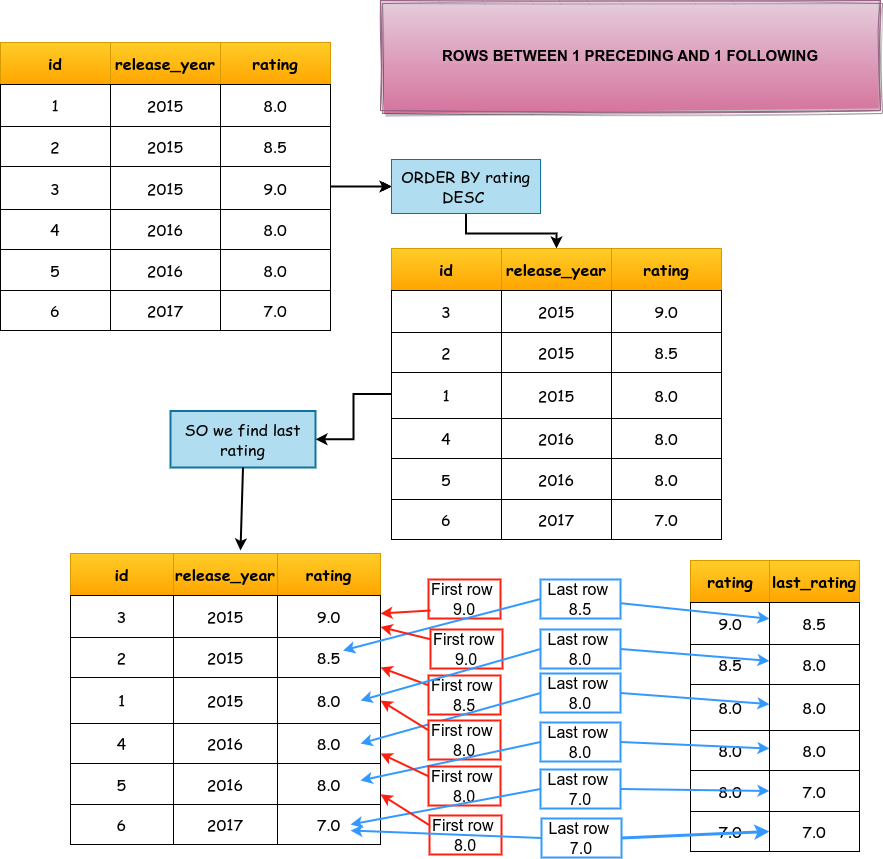 ROWS BETWEEN 1 PRECEDING AND 1 FOLLOWING
id release_year rating
1 2015 8.0
2 2015 8.5
3 2015 9.0
4 2016 8.0
5 2016 8.0
6 2017 7.0
ORDER BY rating
DESC
id release_year rating
3 2015 9.0
2 2015 8.5
1 2015 8.0
4 2016 8.0
5 2016 8.0
6 2017 7.0
SO we find last
rating
id release_year rating
3 2015 9.0
2 2015 8.5
1 2015 8.0
4 2016 8.0
5 2016 8.0
6 2017 7.0
First row
9.0
First row
9.0
First row
8.5
First row
8.0
First row
8.0
First row
8.0
Last row
8.5
Last row
8.0
Last row
8.0
Last row
8.0
Last row
7.0
Last row
7.0
rating last_rating
9.0 8.5
8.5 8.0
8.0 8.0
8.0 8.0
8.0 7.0
7.0 7.0